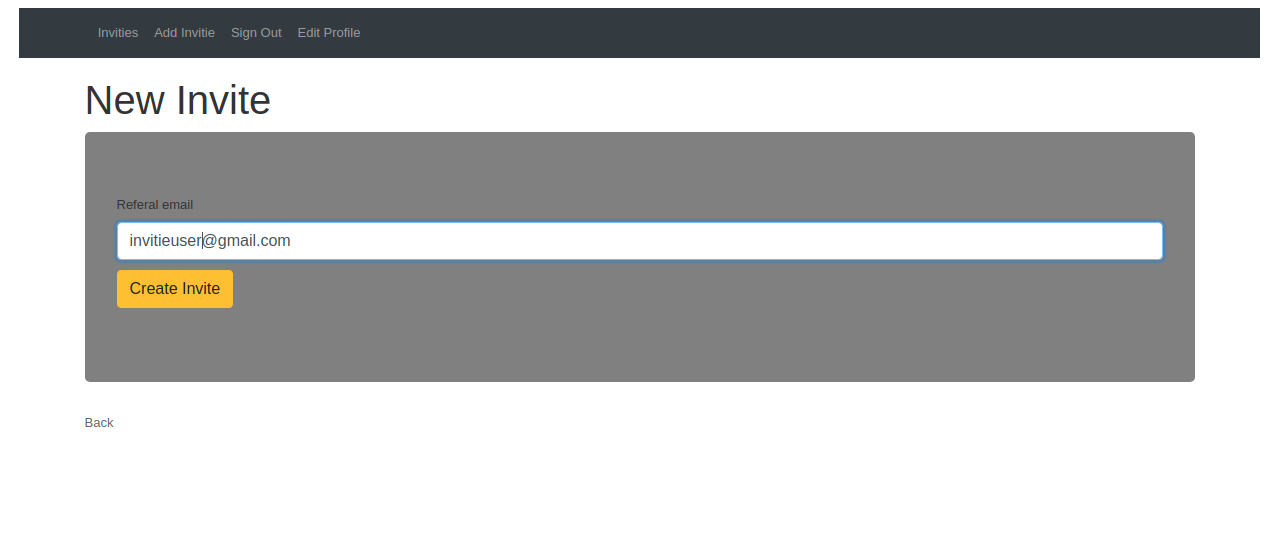 Invities Add Invitie Sign Out Edit Profile
New Invite
Referal email
invitieuser@gmail.com
Create Invite
Back